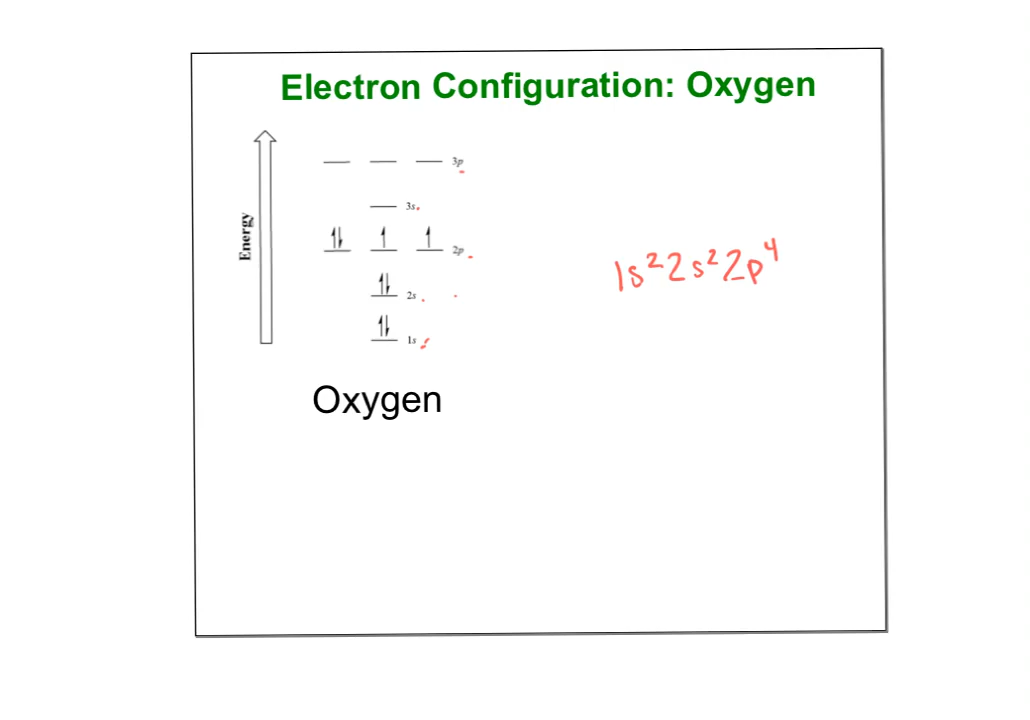 Electron Configuration: Oxygen
3p
3s
Energy
2p
1s²2s²2p⁴
2s
1s
Oxygen